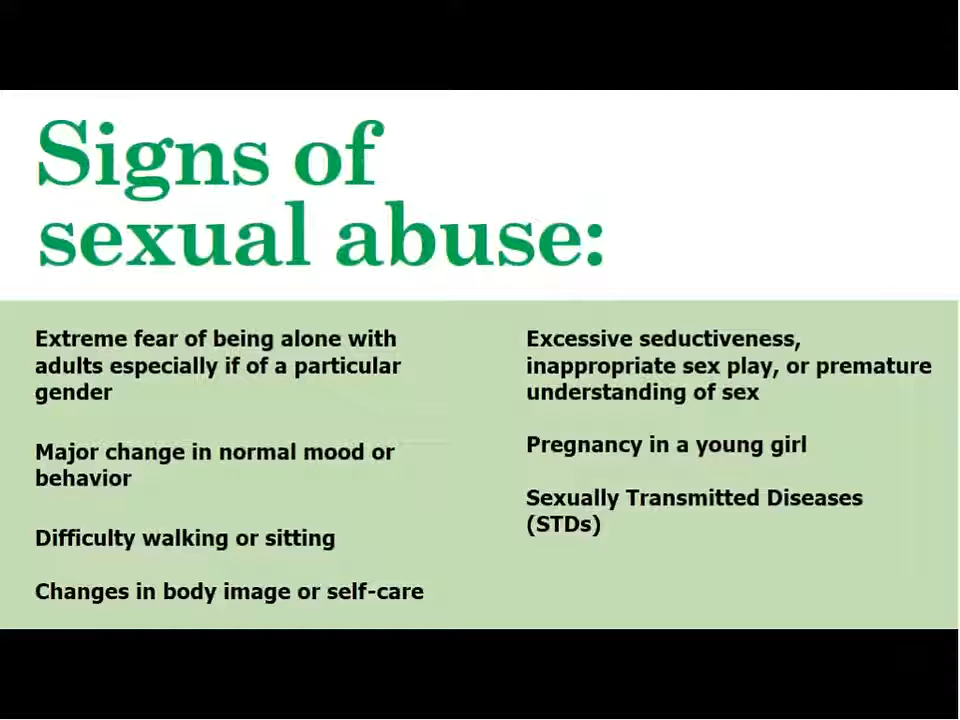 Signs of
sexual abuse:
Extreme fear of being alone with
adults especially if of a particular
gender
Major change in normal mood or
behavior
Difficulty walking or sitting
Changes in body image or self-care
Excessive seductiveness,
inappropriate sex play, or premature
understanding of sex
Pregnancy in a young girl
Sexually Transmitted Diseases
(STDs)